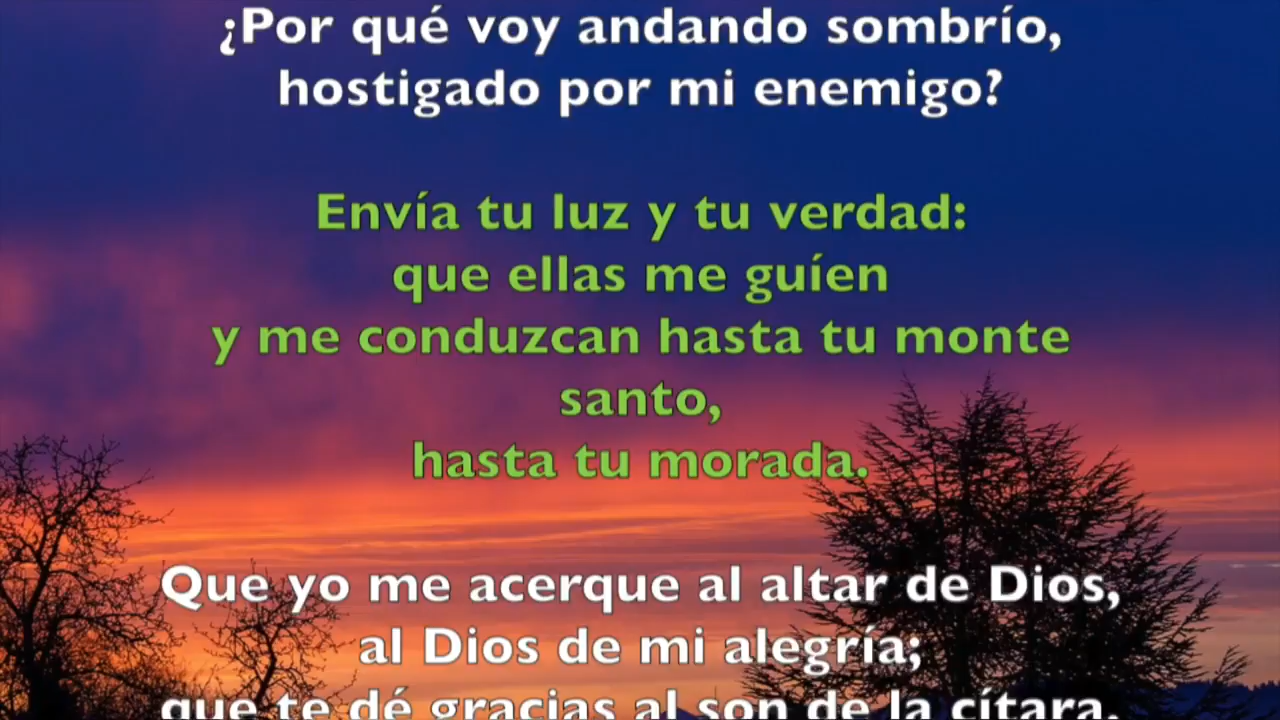 ¿Por qué voy andando sombrío,
hostigado por mi enemigo?
Envía tu luz y tu verdad:
que ellas me guíen
y me conduzcan hasta tu monte
santo,
hasta tu morada.
Que yo me acerque al altar de Dios,
al Dios de mi alegría;
que te dé gracias al son de la cítara,